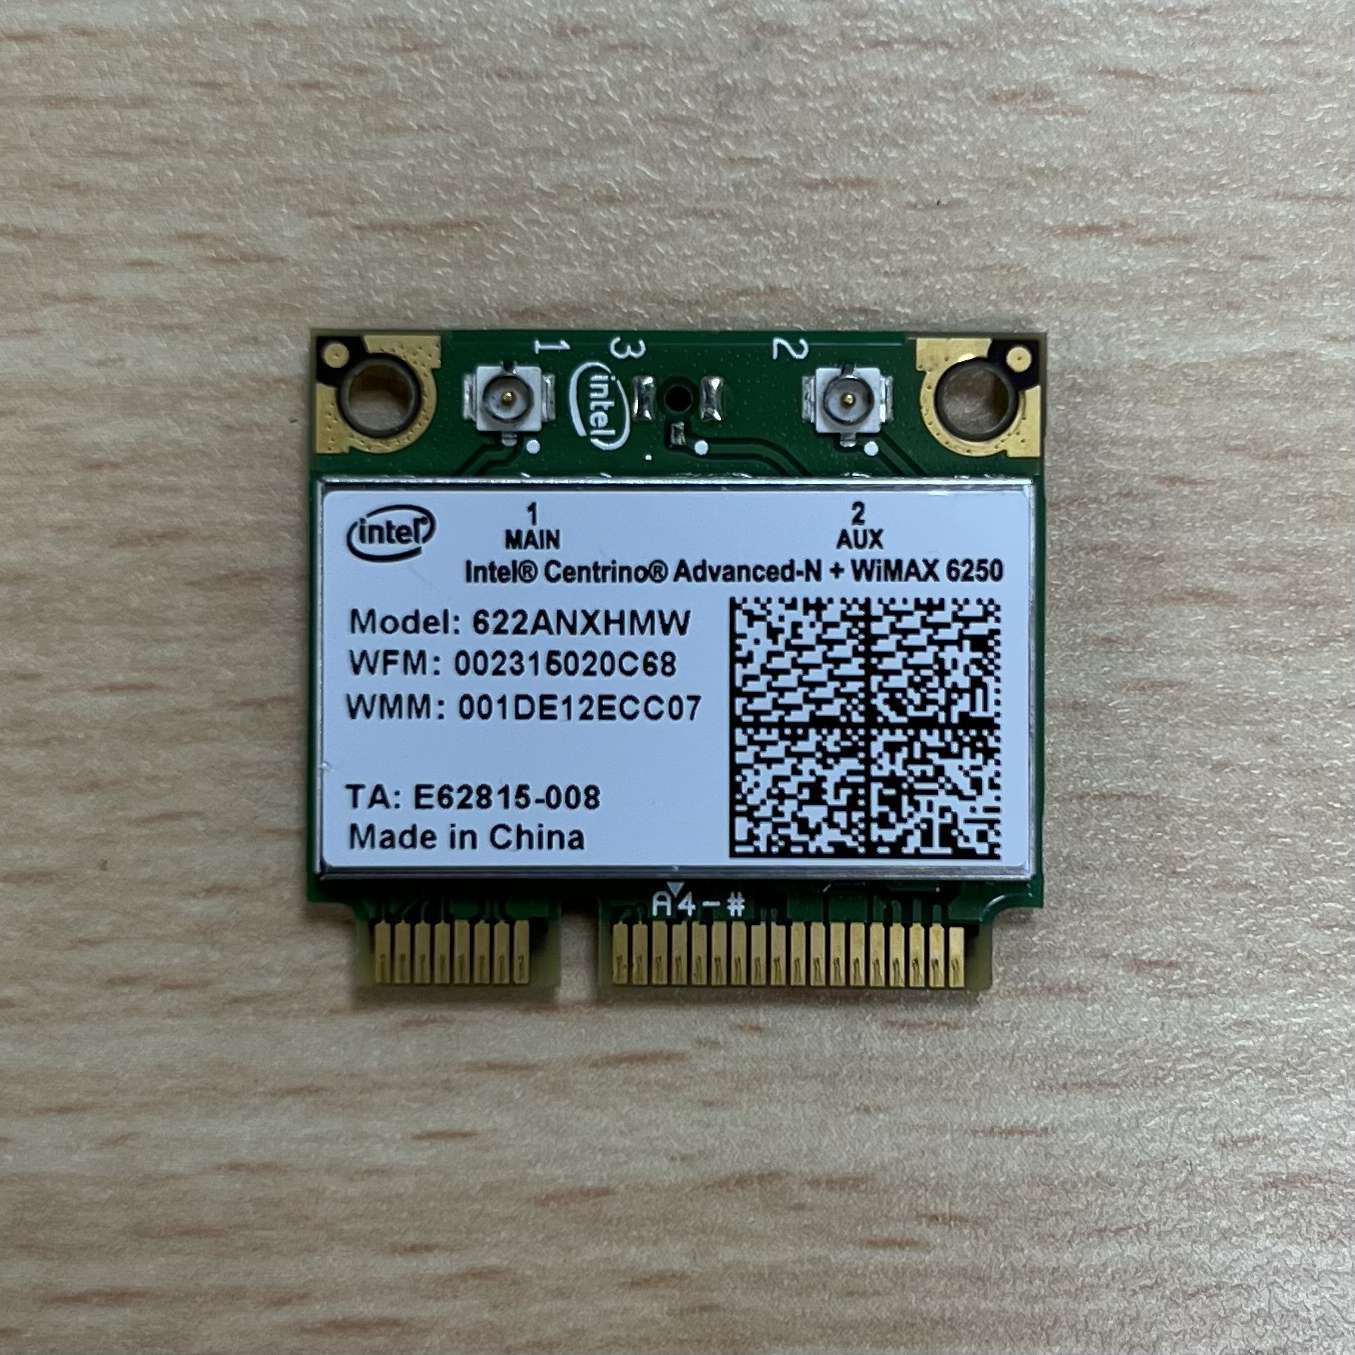 1 3 2
intel
intel®
1 2
MAIN AUX
Intel® Centrino® Advanced-N + WiMAX 6250
Model: 622ANXHMW
WFM: 002315020C68
WMM: 001DE12ECC07
TA: E62815-008
Made in China
A4-#